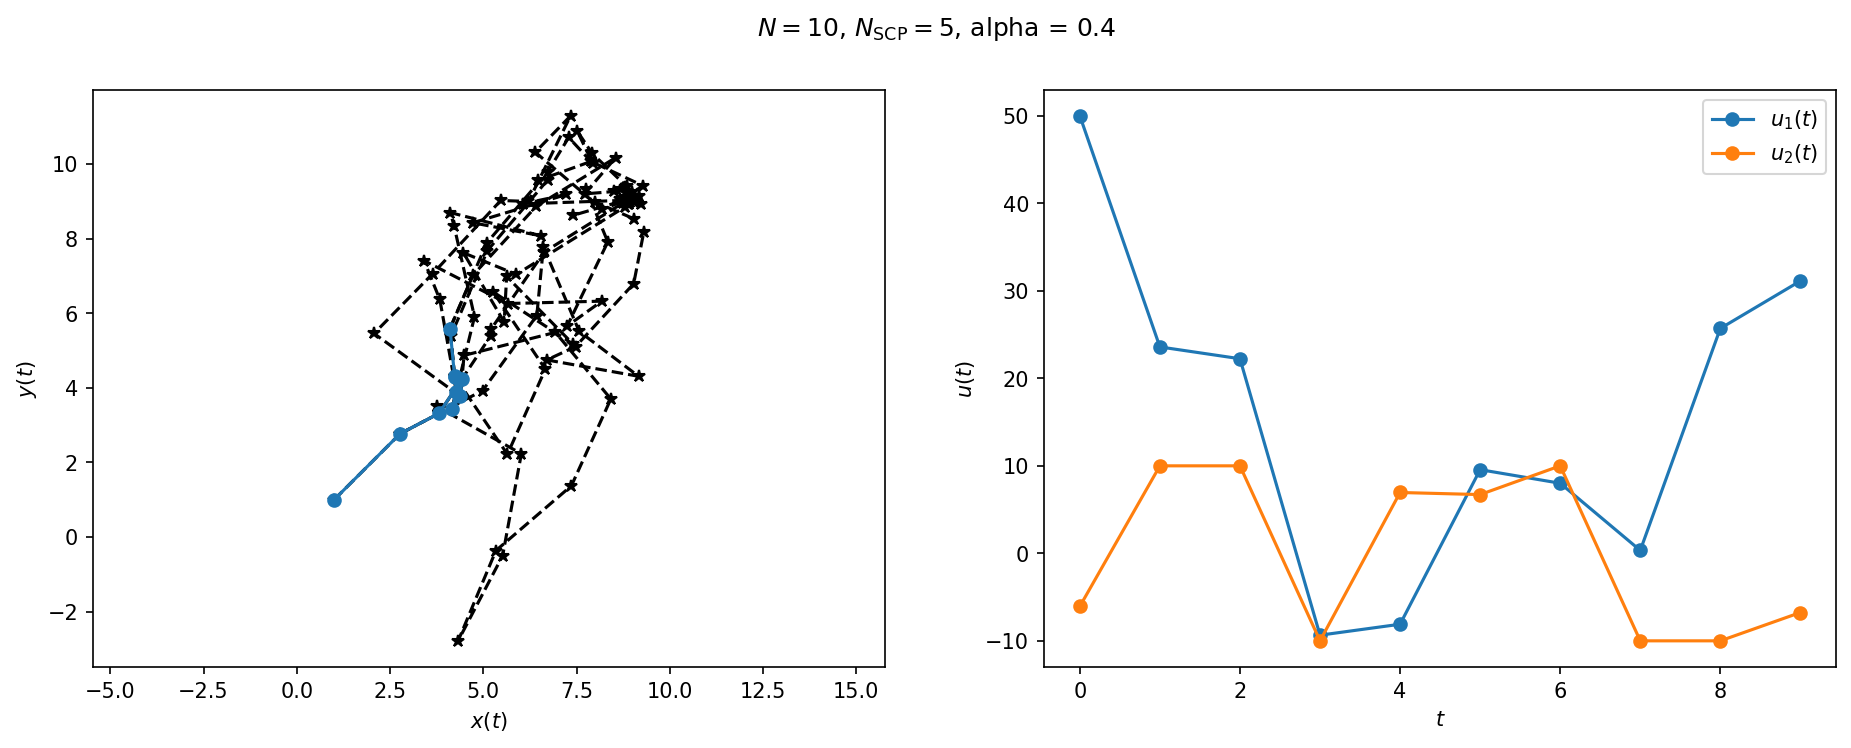 N = 10, N_SCP = 5, alpha = 0.4
10
8
6
4
2
0
−2
y(t)
−5.0 −2.5 0.0 2.5 5.0 7.5 10.0 12.5 15.0
x(t)
50
40
30
20
10
0
−10
u(t)
0 2 4 6 8
t
u₁(t)
u₂(t)